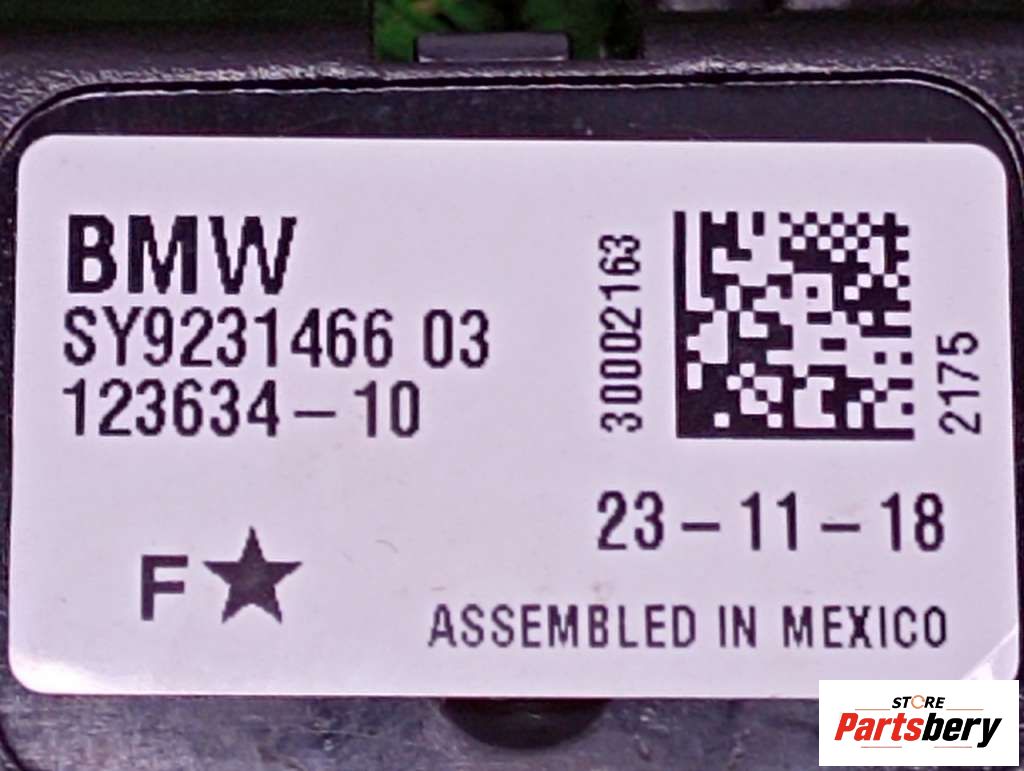 BMW
SY9231466 03
123634-10
30002163
2175
23-11-18
F★
ASSEMBLED IN MEXICO
STORE
Partsbery